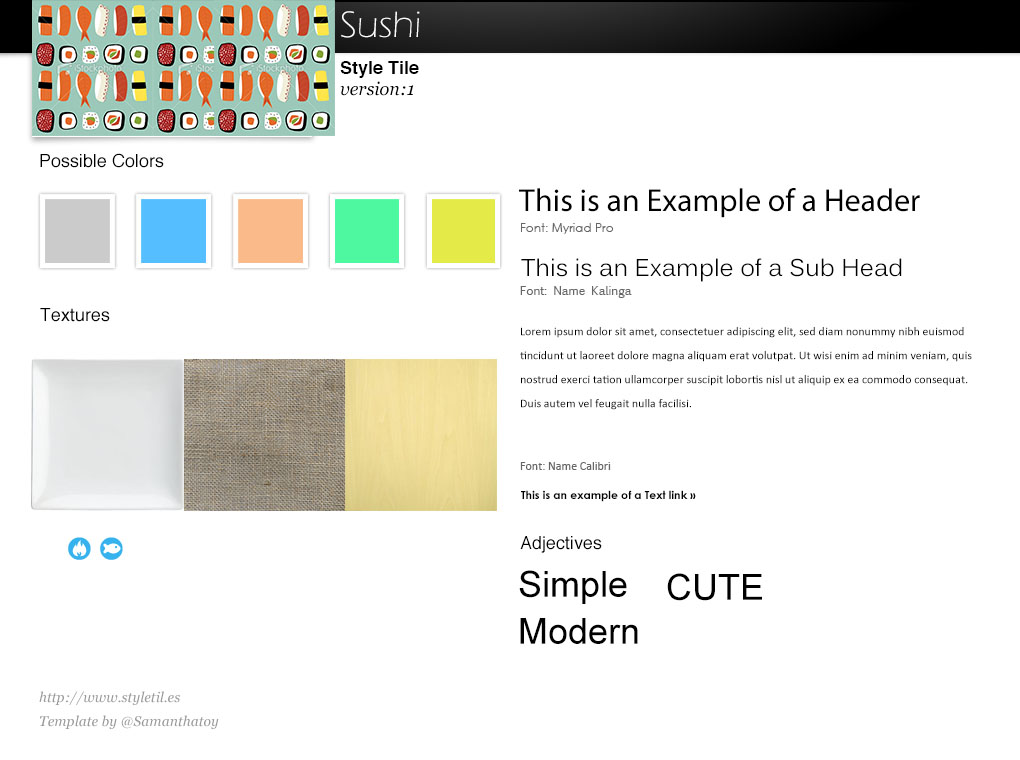 Sushi
iStockphoto
Style Tile
version:1
Possible Colors
This is an Example of a Header
Font: Myriad Pro
This is an Example of a Sub Head
Font: Name Kalinga
Textures
Lorem ipsum dolor sit amet, consectetuer adipiscing elit, sed diam nonummy nibh euismod
tincidunt ut laoreet dolore magna aliquam erat volutpat. Ut wisi enim ad minim veniam, quis
nostrud exerci tation ullamcorper suscipit lobortis nisl ut aliquip ex ea commodo consequat.
Duis autem vel feugait nulla facilisi.
Font: Name Calibri
This is an example of a Text link »
Adjectives
Simple CUTE
Modern
http://www.styletil.es
Template by @Samanthatoy